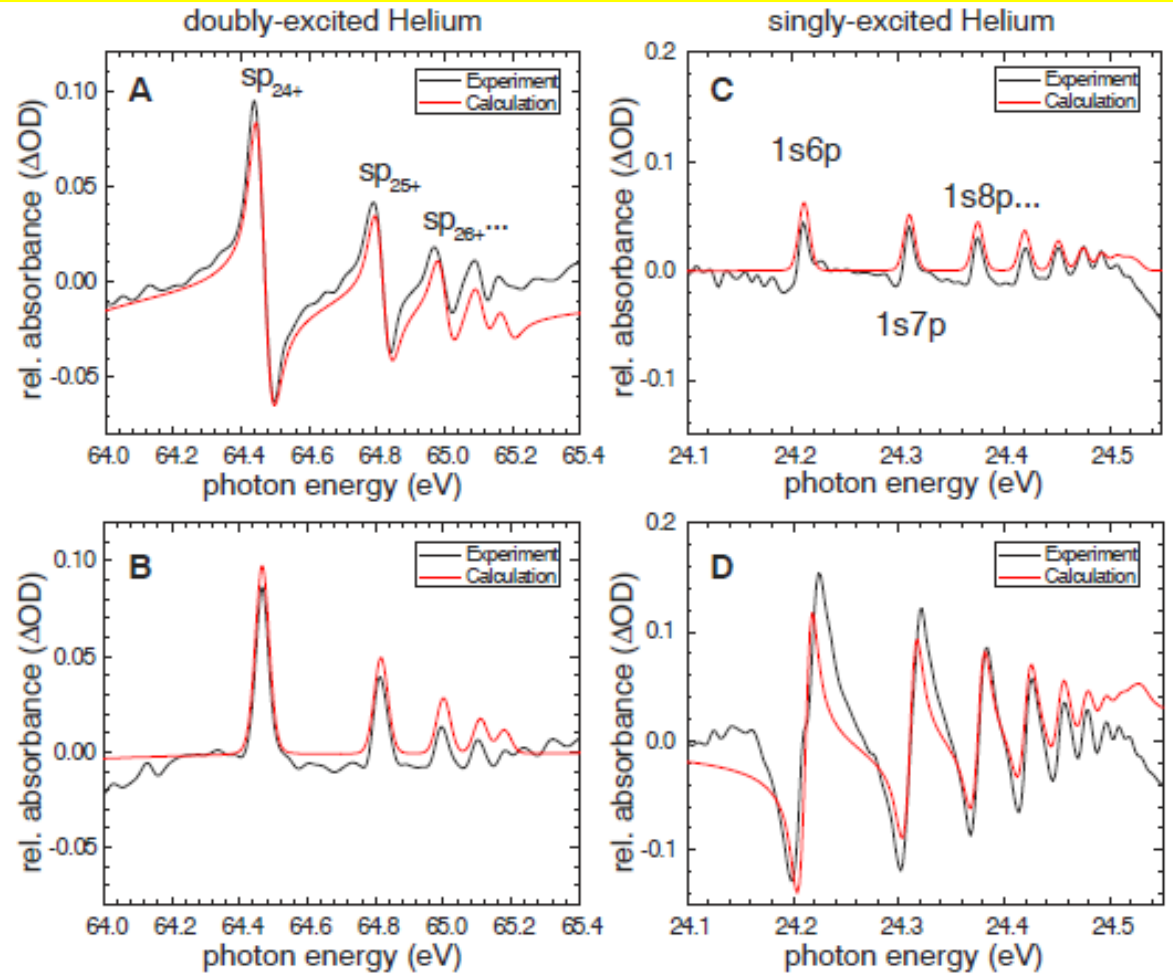 doubly-excited Helium
singly-excited Helium
A
sp24+
sp25+
sp26+...
Experiment
Calculation
rel. absorbance (ΔOD)
0.10
0.05
0.00
-0.05
64.0 64.2 64.4 64.6 64.8 65.0 65.2 65.4
photon energy (eV)
C
1s6p
1s7p
1s8p...
Experiment
Calculation
rel. absorbance (ΔOD)
0.2
0.1
0.0
-0.1
24.1 24.2 24.3 24.4 24.5
photon energy (eV)
B
Experiment
Calculation
rel. absorbance (ΔOD)
0.10
0.05
0.00
-0.05
64.0 64.2 64.4 64.6 64.8 65.0 65.2 65.4
photon energy (eV)
D
Experiment
Calculation
rel. absorbance (ΔOD)
0.2
0.1
0.0
-0.1
24.1 24.2 24.3 24.4 24.5
photon energy (eV)